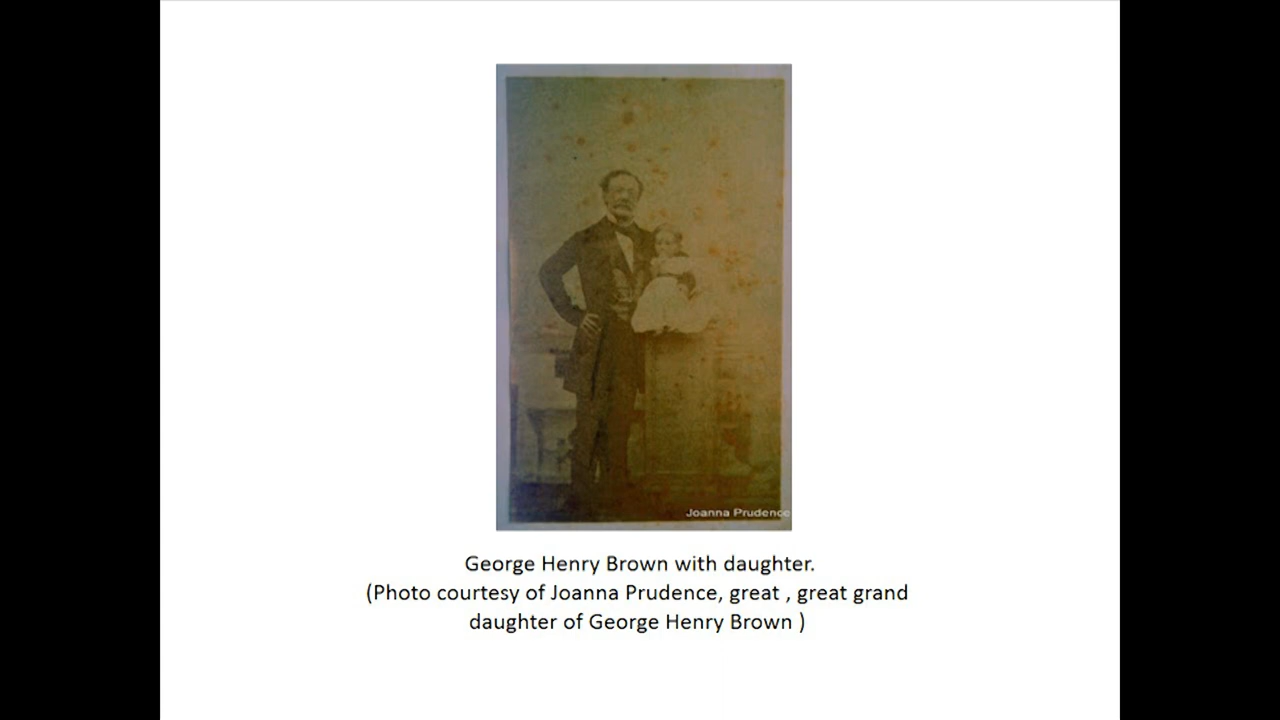 Joanna Prudence
George Henry Brown with daughter.
(Photo courtesy of Joanna Prudence, great , great grand
daughter of George Henry Brown )